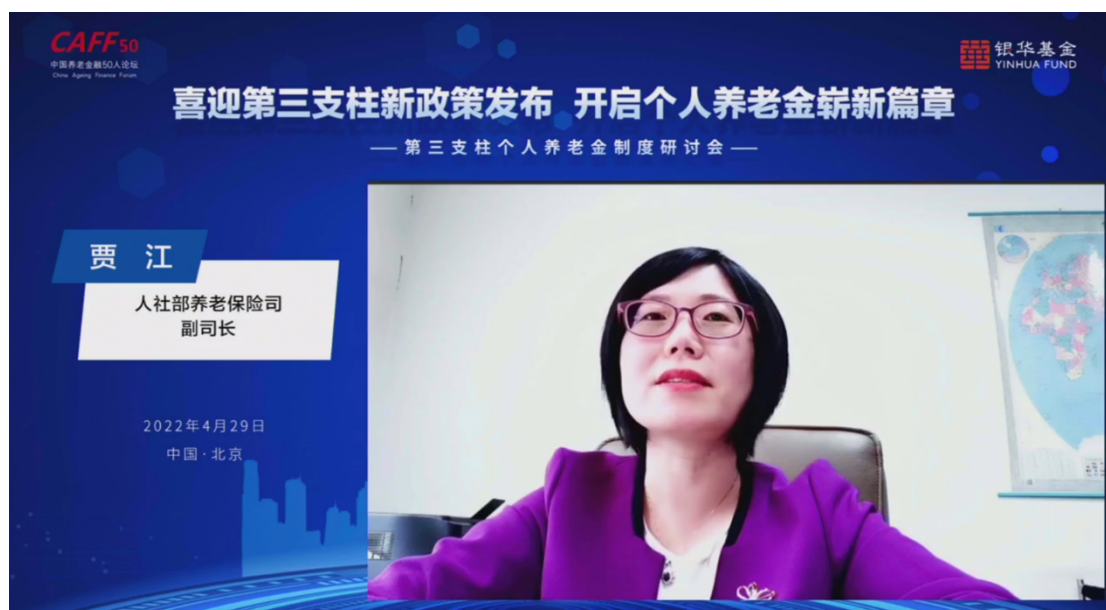 CAFF50
中国养老金融50人论坛
China Ageing Finance Forum
银华基金
YINHUA FUND
喜迎第三支柱新政策发布 开启个人养老金崭新篇章
第三支柱个人养老金制度研讨会
贾 江
人社部养老保险司
副司长
2022年4月29日
中国·北京